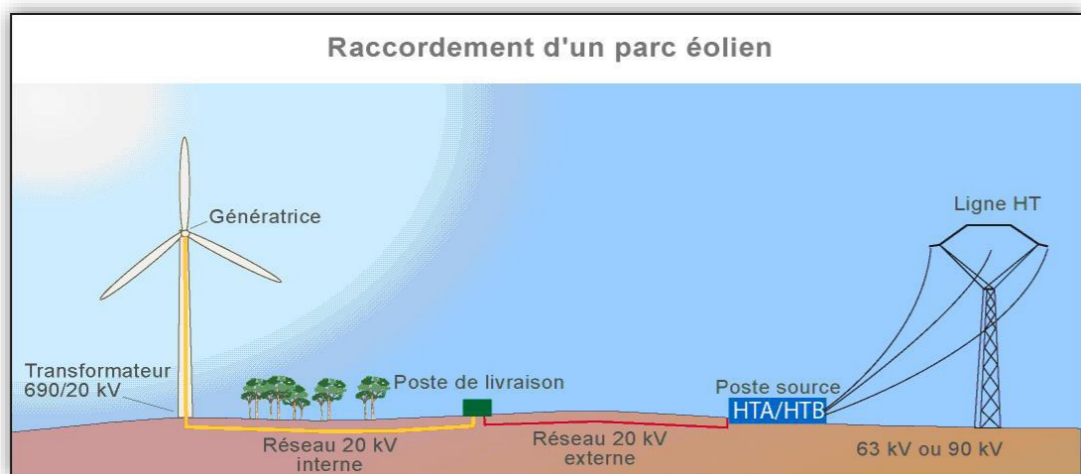 Raccordement d'un parc éolien
Génératrice
Ligne HT
Transformateur
690/20 kV
Poste de livraison
Poste source
HTA/HTB
Réseau 20 kV
interne
Réseau 20 kV
externe
63 kV ou 90 kV